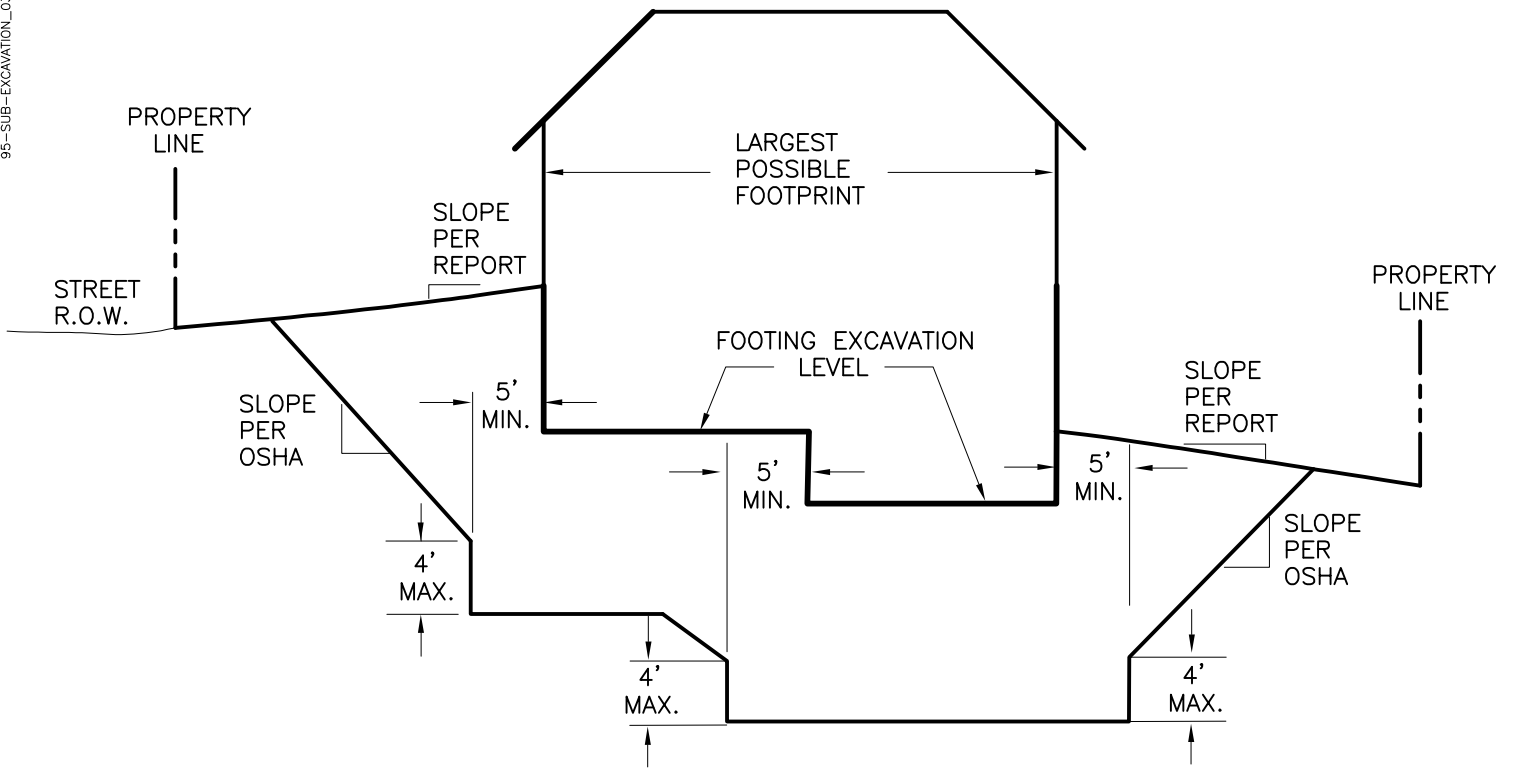 95-SUB-EXCAVATION_03
PROPERTY
LINE
LARGEST
POSSIBLE
FOOTPRINT
SLOPE
PER
REPORT
STREET
R.O.W.
PROPERTY
LINE
FOOTING EXCAVATION
LEVEL
SLOPE
PER
REPORT
5'
MIN.
SLOPE
PER
OSHA
5'
MIN.
5'
MIN.
SLOPE
PER
OSHA
4'
MAX.
4'
MAX.
4'
MAX.